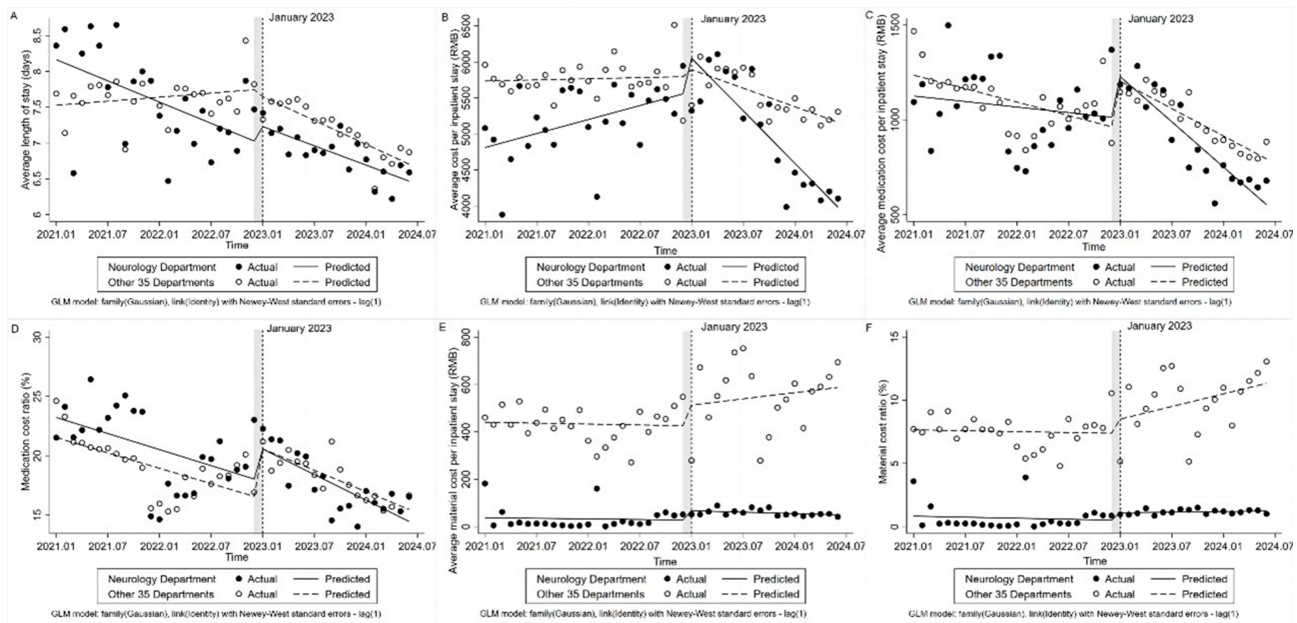 A
January 2023
Average length of stay (days)
8.5
8
7.5
7
6.5
6
2021.01 2021.07 2022.01 2022.07 2023.01 2023.07 2024.01 2024.07
Time
Neurology Department Actual Predicted
Other 35 Departments Actual Predicted
GLM model: family(Gaussian), link(Identity) with Newey-West standard errors - lag(1)
B
January 2023
Average cost per inpatient stay (RMB)
6500
6000
5500
5000
4500
4000
2021.01 2021.07 2022.01 2022.07 2023.01 2023.07 2024.01 2024.07
Time
Neurology Department Actual Predicted
Other 35 Departments Actual Predicted
GLM model: family(Gaussian), link(Identity) with Newey-West standard errors - lag(1)
C
January 2023
Average medication cost per inpatient stay (RMB)
1500
1000
500
2021.01 2021.07 2022.01 2022.07 2023.01 2023.07 2024.01 2024.07
Time
Neurology Department Actual Predicted
Other 35 Departments Actual Predicted
GLM model: family(Gaussian), link(Identity) with Newey-West standard errors - lag(1)
D
January 2023
Medication cost ratio (%)
30
25
20
15
2021.01 2021.07 2022.01 2022.07 2023.01 2023.07 2024.01 2024.07
Time
Neurology Department Actual Predicted
Other 35 Departments Actual Predicted
GLM model: family(Gaussian), link(Identity) with Newey-West standard errors - lag(1)
E
January 2023
Average material cost per inpatient stay (RMB)
800
600
400
200
0
2021.01 2021.07 2022.01 2022.07 2023.01 2023.07 2024.01 2024.07
Time
Neurology Department Actual Predicted
Other 35 Departments Actual Predicted
GLM model: family(Gaussian), link(Identity) with Newey-West standard errors - lag(1)
F
January 2023
Material cost ratio (%)
15
10
5
0
2021.01 2021.07 2022.01 2022.07 2023.01 2023.07 2024.01 2024.07
Time
Neurology Department Actual Predicted
Other 35 Departments Actual Predicted
GLM model: family(Gaussian), link(Identity) with Newey-West standard errors - lag(1)